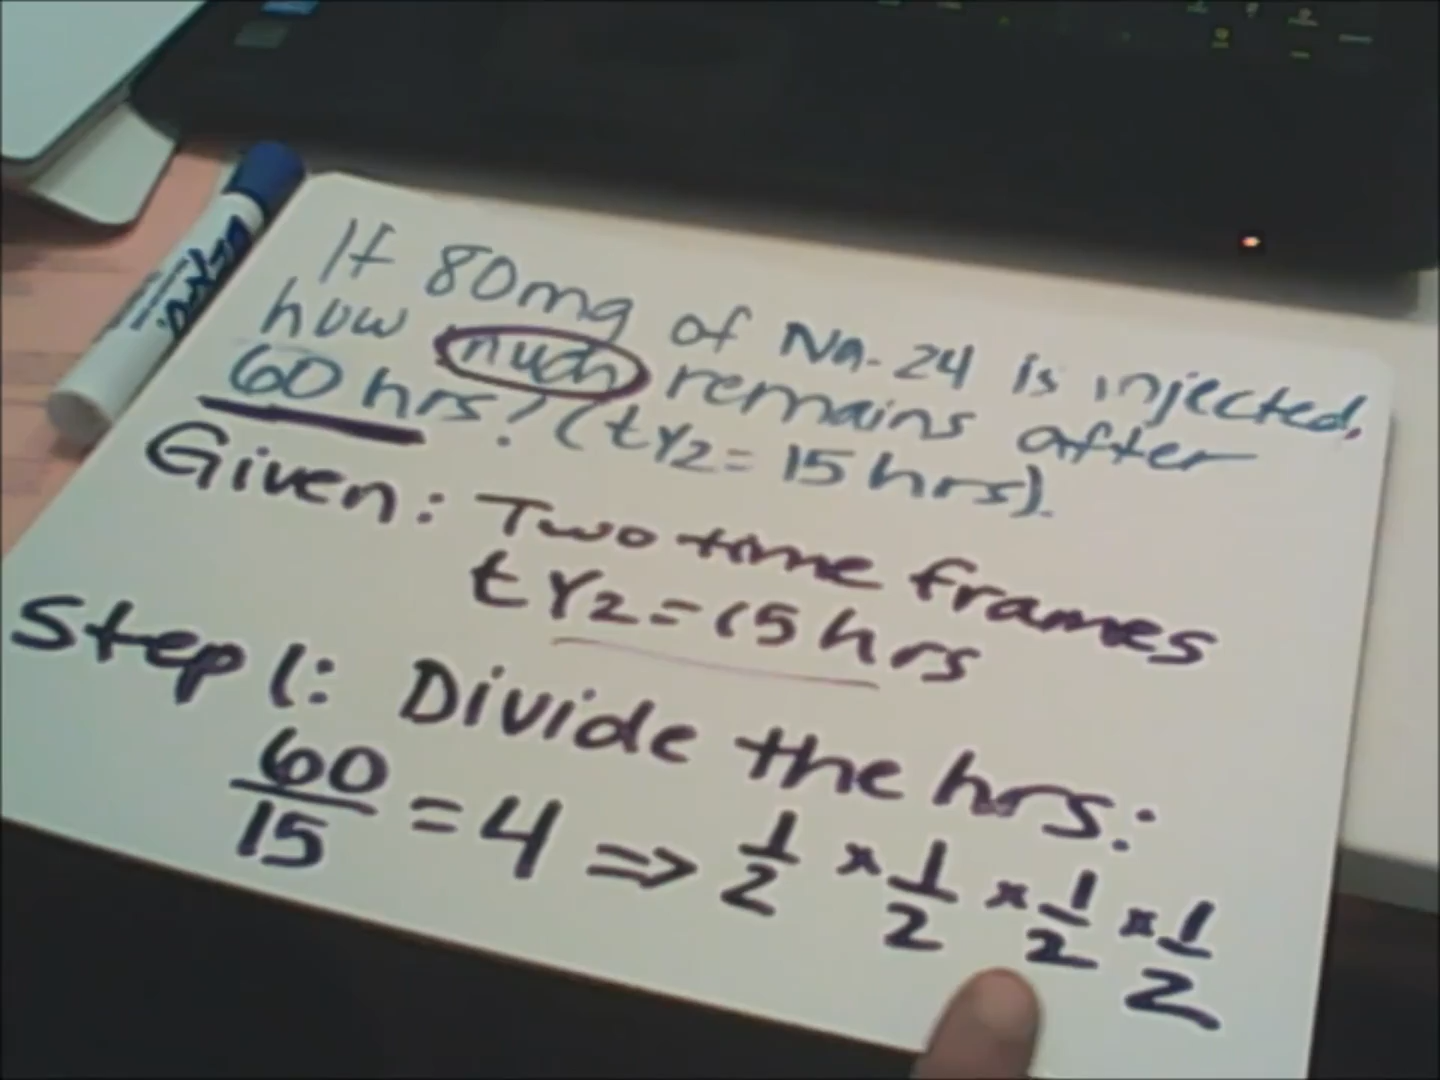 If 80mg of Na-24 is injected,
how much remains after
60 hrs? (t1/2 = 15 hrs).
Given: Two time frames
t1/2 = 15 hrs
Step 1: Divide the hrs:
60/15 = 4 ⇒ 1/2 × 1/2 × 1/2 × 1/2